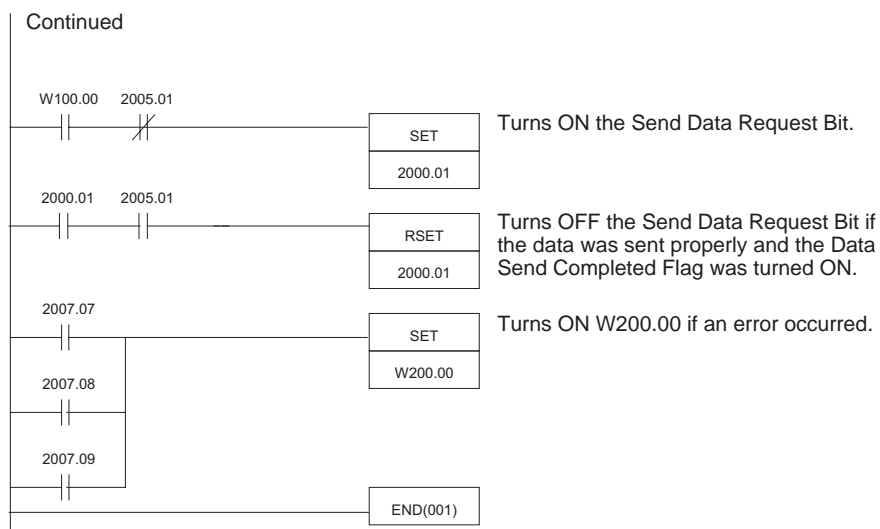 Continued
W100.00 2005.01
SET
2000.01
Turns ON the Send Data Request Bit.
2000.01 2005.01
RSET
2000.01
Turns OFF the Send Data Request Bit if
the data was sent properly and the Data
Send Completed Flag was turned ON.
2007.07
SET
W200.00
Turns ON W200.00 if an error occurred.
2007.08
2007.09
END(001)